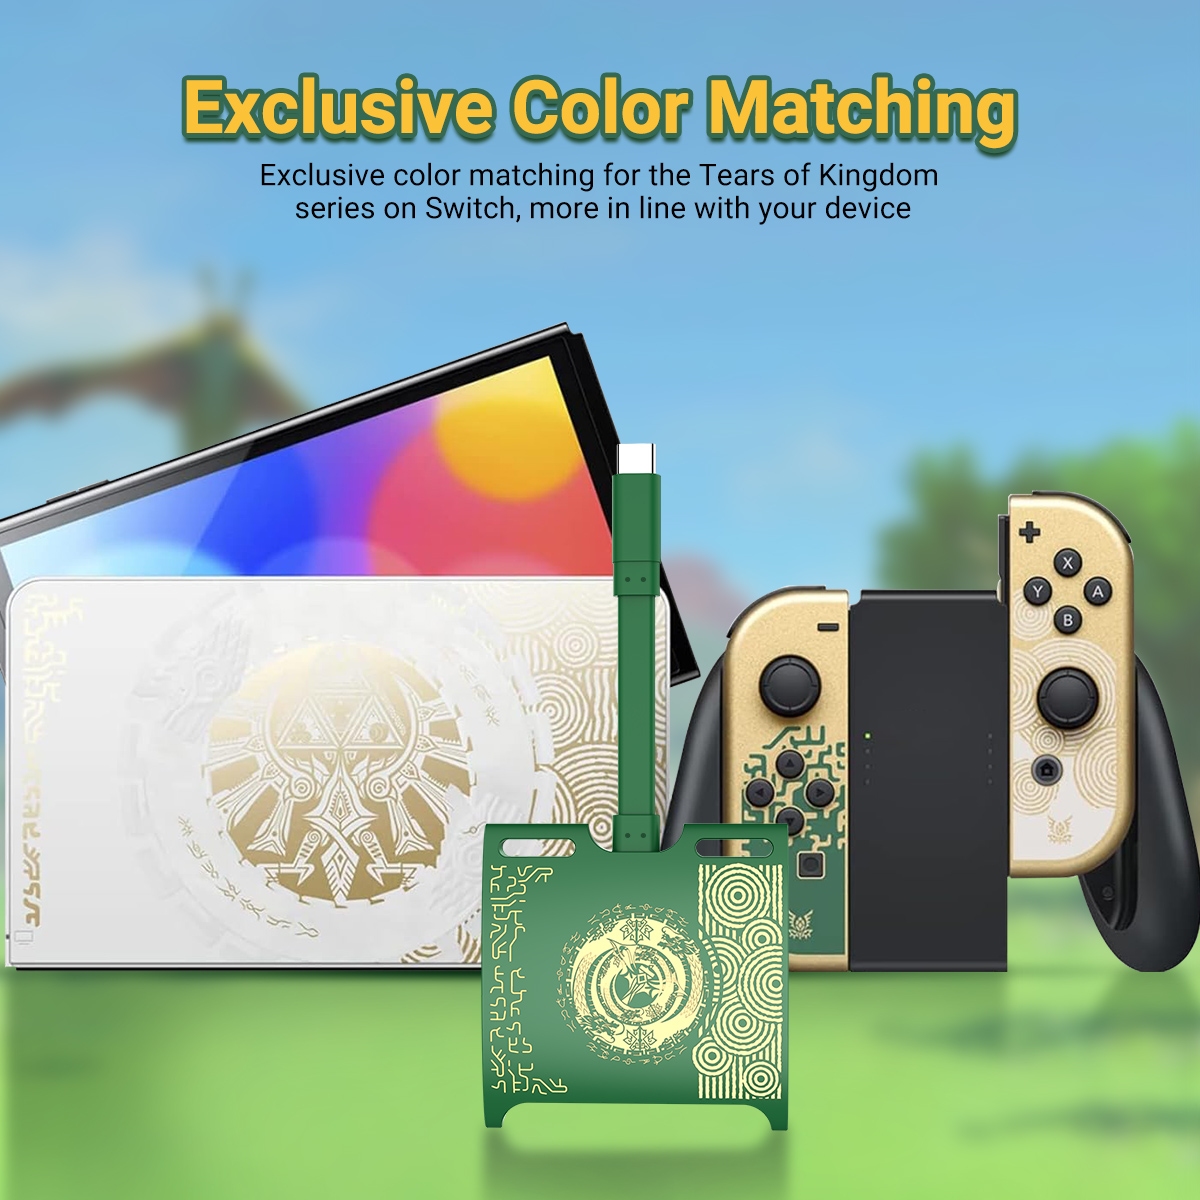 Exclusive Color Matching
Exclusive color matching for the Tears of Kingdom
series on Switch, more in line with your device
X
Y A
B